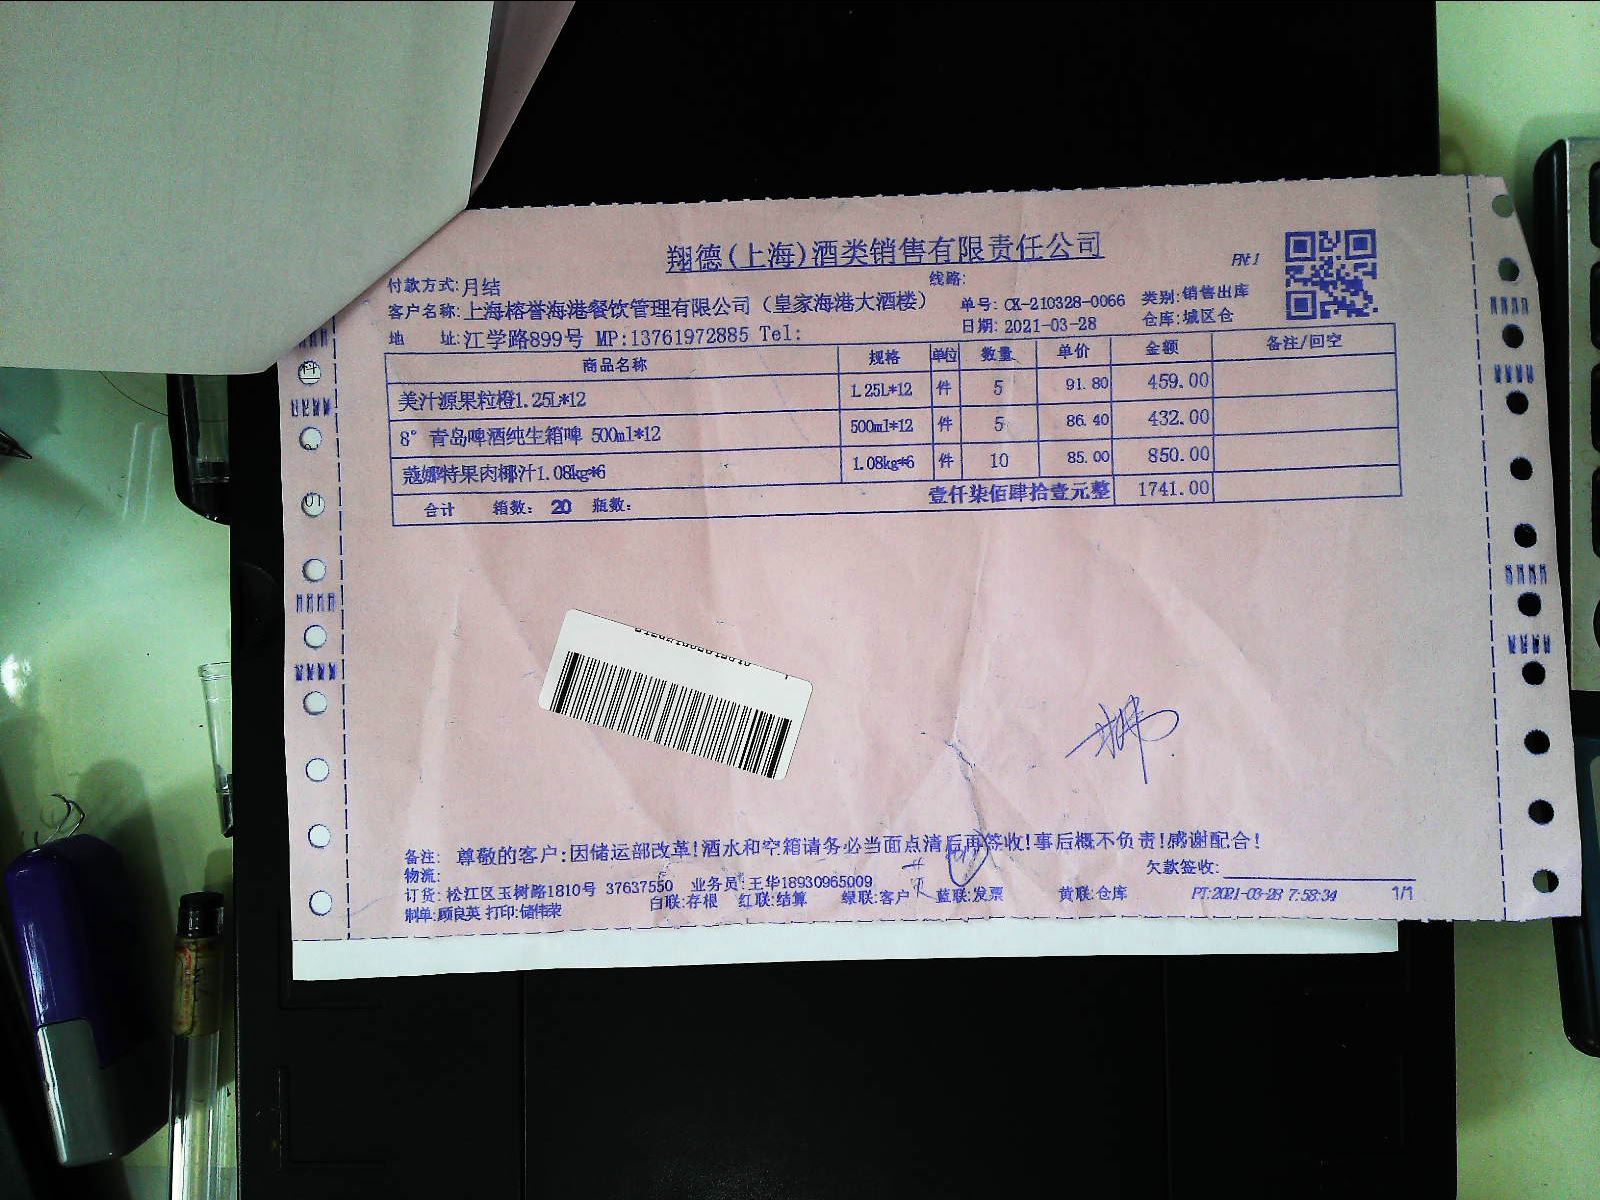 翔德(上海)酒类销售有限责任公司
付款方式:月结
线路:
PN:1
客户名称:上海榕誉海港餐饮管理有限公司（皇家海港大酒楼）
单号: CK-210328-0066 类别:销售出库
地 址:江学路899号 MP:13761972885 Tel:
日期: 2021-03-28 仓库:城区仓
商品名称 规格 单位 数量 单价 金额 备注/回空
美汁源果粒橙1.25L*12 1.25L*12 件 5 91.80 459.00
8° 青岛啤酒纯生箱啤 500ml*12 500ml*12 件 5 86.40 432.00
蔻娜特果肉椰汁1.08kg*6 1.08kg*6 件 10 85.00 850.00
合计 箱数: 20 瓶数: 壹仟柒佰肆拾壹元整 1741.00
备注: 尊敬的客户:因储运部改革!酒水和空箱请务必当面点清后再签收!事后概不负责!感谢配合!
物流:
欠款签收:
订货:松江区玉树路1810号 37637550 业务员:王华18930965009
制单:顾良英 打印:储伟荣 白联:存根 红联:结算 绿联:客户 蓝联:发票 黄联:仓库 PT:2021-03-28 7:58:34 1/1